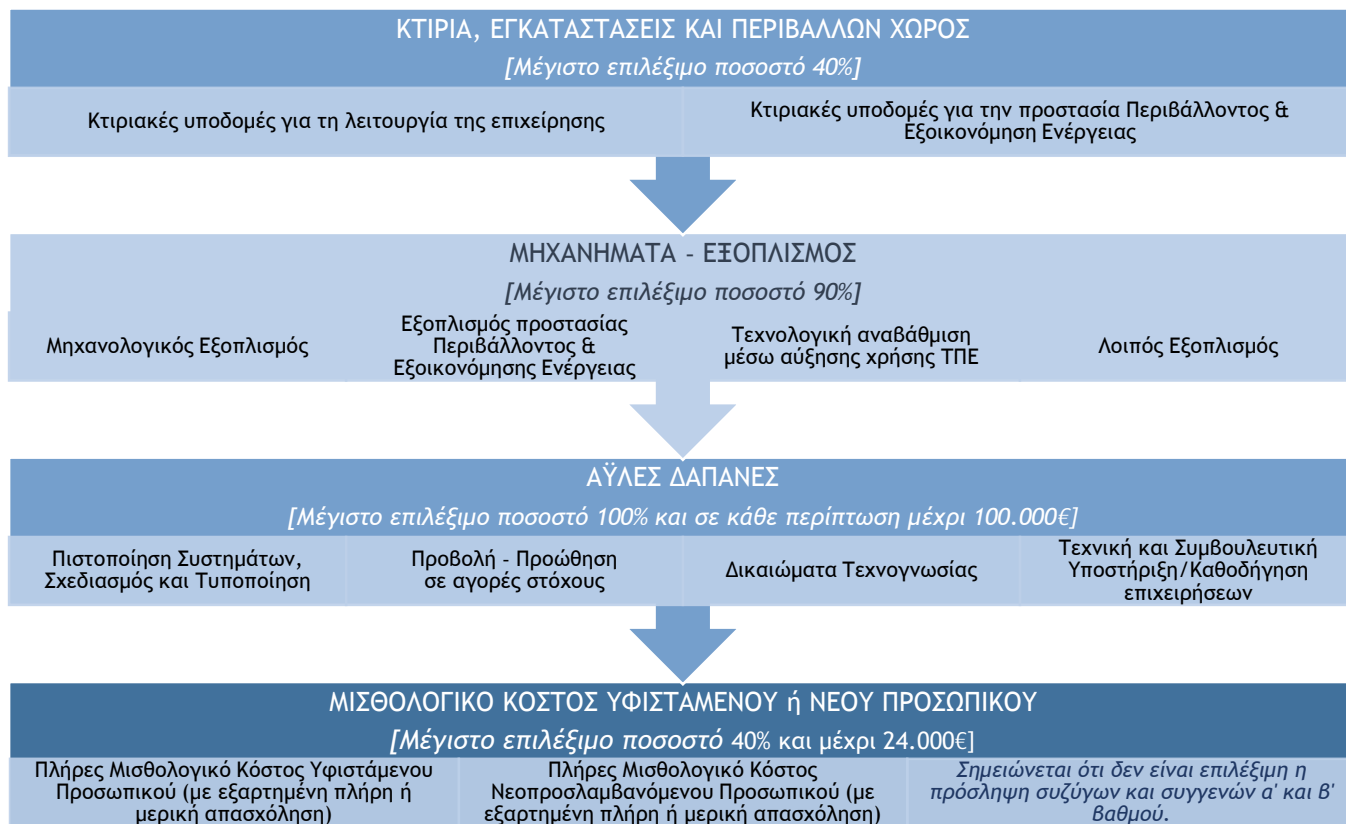 ΚΤΙΡΙΑ, ΕΓΚΑΤΑΣΤΑΣΕΙΣ ΚΑΙ ΠΕΡΙΒΑΛΛΩΝ ΧΩΡΟΣ
[Μέγιστο επιλέξιμο ποσοστό 40%]
Κτιριακές υποδομές για τη λειτουργία της επιχείρησης
Κτιριακές υποδομές για την προστασία Περιβάλλοντος &
Εξοικονόμηση Ενέργειας
ΜΗΧΑΝΗΜΑΤΑ - ΕΞΟΠΛΙΣΜΟΣ
[Μέγιστο επιλέξιμο ποσοστό 90%]
Μηχανολογικός Εξοπλισμός
Εξοπλισμός προστασίας
Περιβάλλοντος &
Εξοικονόμησης Ενέργειας
Τεχνολογική αναβάθμιση
μέσω αύξησης χρήσης ΤΠΕ
Λοιπός Εξοπλισμός
ΑΫΛΕΣ ΔΑΠΑΝΕΣ
[Μέγιστο επιλέξιμο ποσοστό 100% και σε κάθε περίπτωση μέχρι 100.000€]
Πιστοποίηση Συστημάτων,
Σχεδιασμός και Τυποποίηση
Προβολή - Προώθηση
σε αγορές στόχους
Δικαιώματα Τεχνογνωσίας
Τεχνική και Συμβουλευτική
Υποστήριξη/Καθοδήγηση
επιχειρήσεων
ΜΙΣΘΟΛΟΓΙΚΟ ΚΟΣΤΟΣ ΥΦΙΣΤΑΜΕΝΟΥ ή ΝΕΟΥ ΠΡΟΣΩΠΙΚΟΥ
[Μέγιστο επιλέξιμο ποσοστό 40% και μέχρι 24.000€]
Πλήρες Μισθολογικό Κόστος Υφιστάμενου
Προσωπικού (με εξαρτημένη πλήρη ή
μερική απασχόληση)
Πλήρες Μισθολογικό Κόστος
Νεοπροσλαμβανόμενου Προσωπικού (με
εξαρτημένη πλήρη ή μερική απασχόληση)
Σημειώνεται ότι δεν είναι επιλέξιμη η
πρόσληψη συζύγων και συγγενών α' και β'
βαθμού.